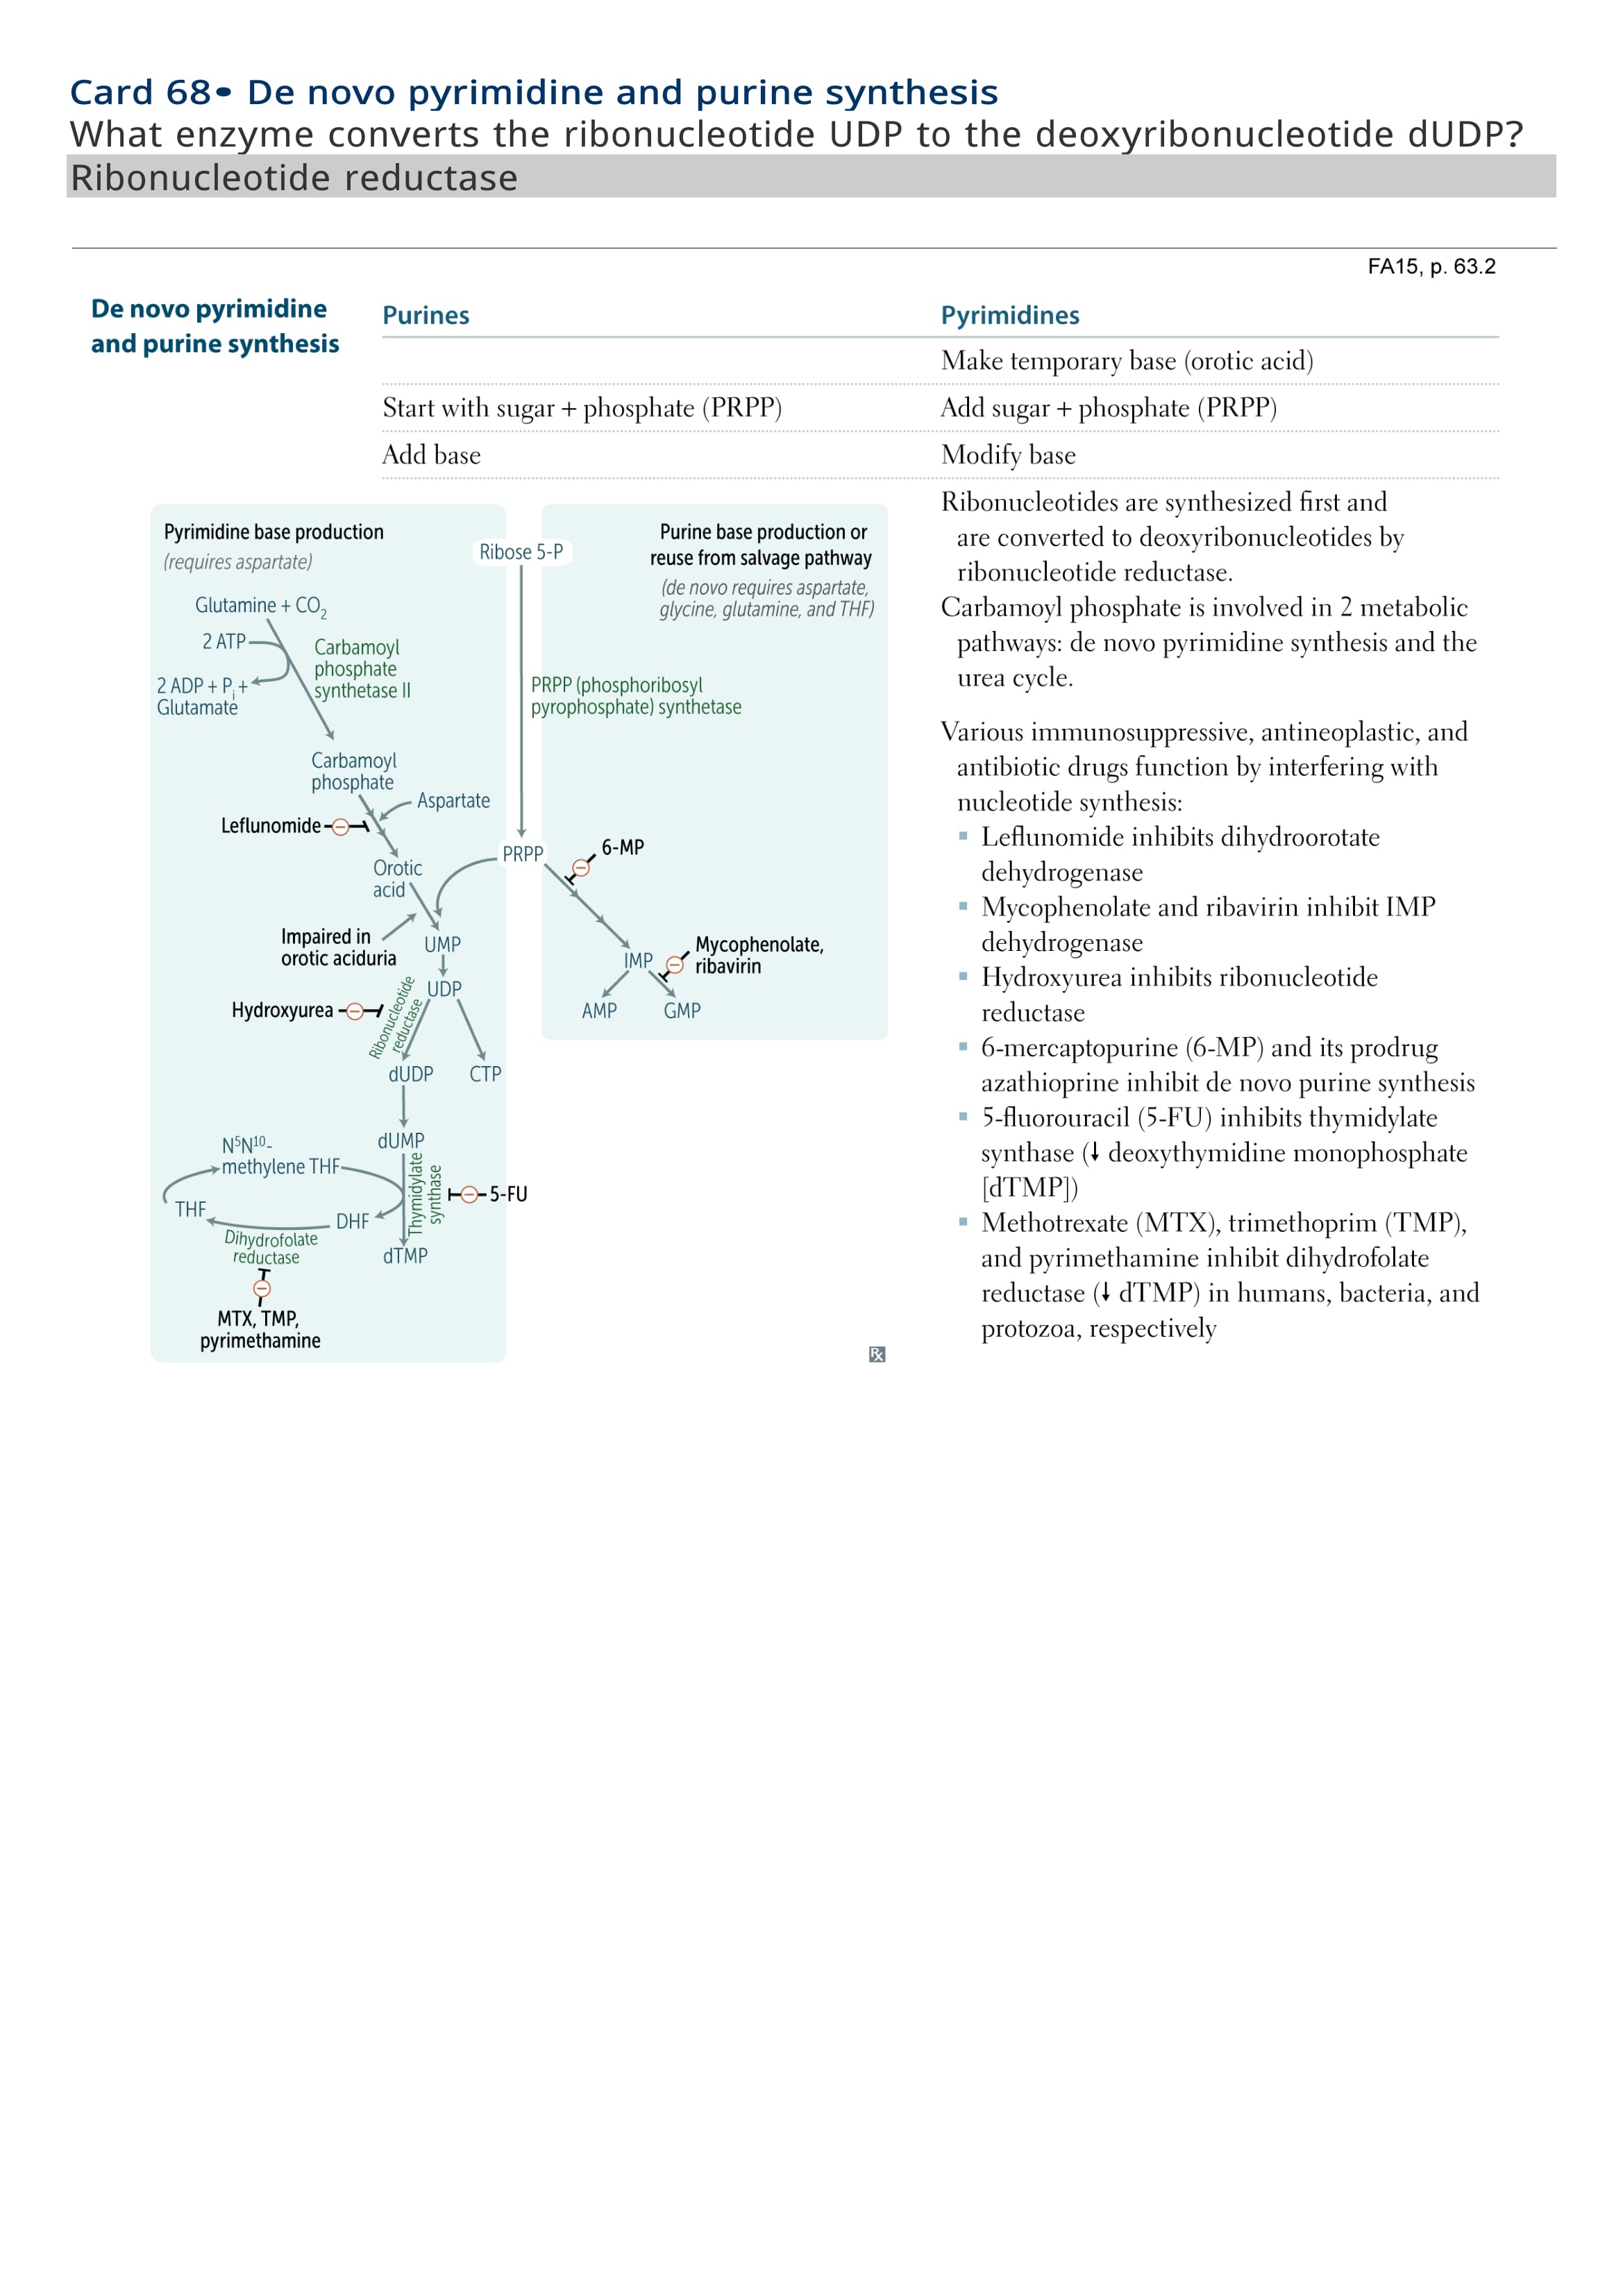 Card 68• De novo pyrimidine and purine synthesis
What enzyme converts the ribonucleotide UDP to the deoxyribonucleotide dUDP?
Ribonucleotide reductase
FA15, p. 63.2
De novo pyrimidine
and purine synthesis
Purines
Pyrimidines
Make temporary base (orotic acid)
Start with sugar + phosphate (PRPP)
Add sugar + phosphate (PRPP)
Add base
Modify base
Pyrimidine base production
(requires aspartate)
Glutamine + CO2
2 ATP
2 ADP + Pi +
Glutamate
Carbamoyl
phosphate
synthetase II
Carbamoyl
phosphate
Aspartate
Leflunomide
Orotic
acid
Impaired in
orotic aciduria
UMP
UDP
Hydroxyurea
Ribonucleotide
reductase
dUDP
CTP
dUMP
N5N10-
methylene THF
THF
DHF
Dihydrofolate
reductase
Thymidylate
synthase
5-FU
dTMP
MTX, TMP,
pyrimethamine
Ribose 5-P
PRPP (phosphoribosyl
pyrophosphate) synthetase
PRPP
Purine base production or
reuse from salvage pathway
(de novo requires aspartate,
glycine, glutamine, and THF)
6-MP
IMP
Mycophenolate,
ribavirin
AMP
GMP
Rx
Ribonucleotides are synthesized first and
are converted to deoxyribonucleotides by
ribonucleotide reductase.
Carbamoyl phosphate is involved in 2 metabolic
pathways: de novo pyrimidine synthesis and the
urea cycle.
Various immunosuppressive, antineoplastic, and
antibiotic drugs function by interfering with
nucleotide synthesis:
▪ Leflunomide inhibits dihydroorotate
dehydrogenase
▪ Mycophenolate and ribavirin inhibit IMP
dehydrogenase
▪ Hydroxyurea inhibits ribonucleotide
reductase
▪ 6-mercaptopurine (6-MP) and its prodrug
azathioprine inhibit de novo purine synthesis
▪ 5-fluorouracil (5-FU) inhibits thymidylate
synthase (↓ deoxythymidine monophosphate
[dTMP])
▪ Methotrexate (MTX), trimethoprim (TMP),
and pyrimethamine inhibit dihydrofolate
reductase (↓ dTMP) in humans, bacteria, and
protozoa, respectively